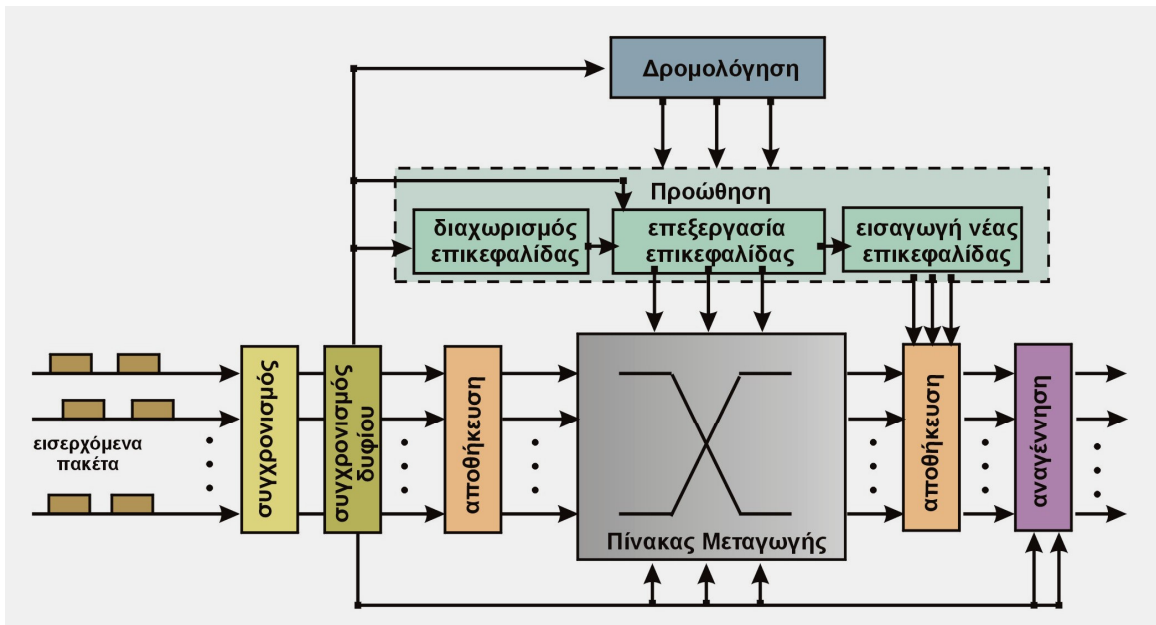 Δρομολόγηση
Προώθηση
διαχωρισμός
επικεφαλίδας
επεξεργασία
επικεφαλίδας
εισαγωγή νέας
επικεφαλίδας
εισερχόμενα
πακέτα
συγχρονισμός
συγχρονισμός
δυφίου
αποθήκευση
Πίνακας Μεταγωγής
αποθήκευση
αναγέννηση